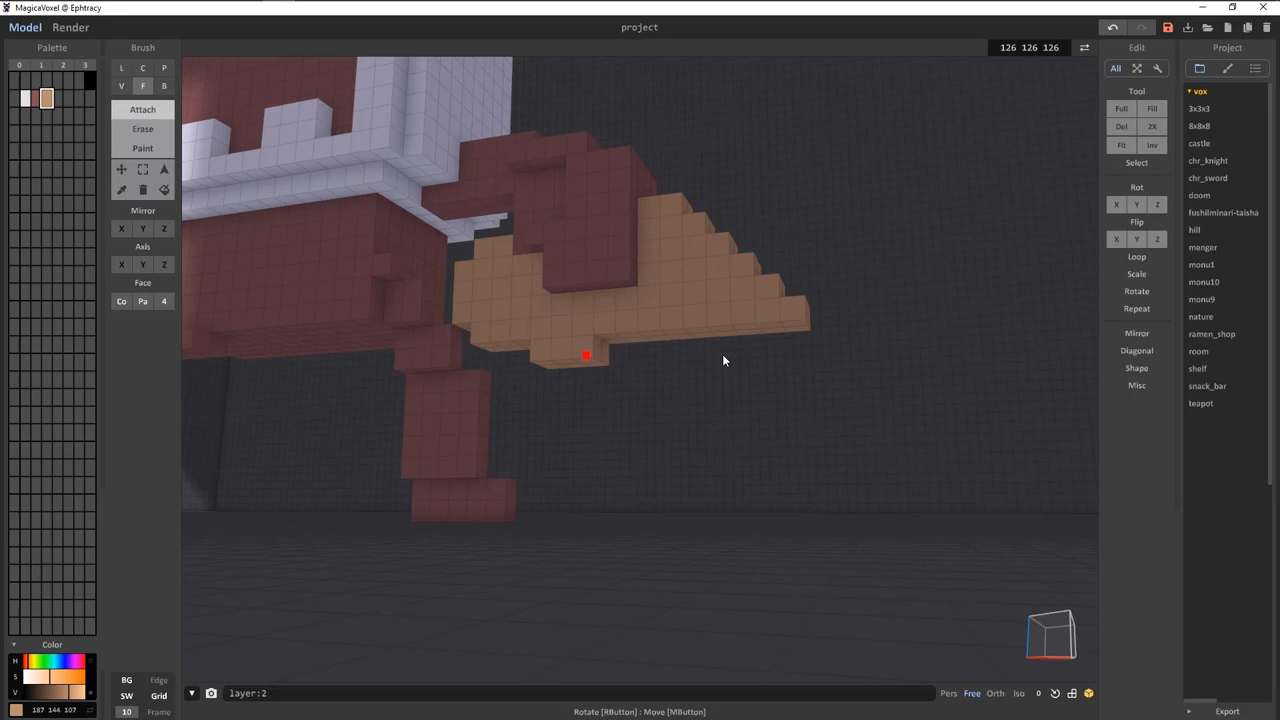 MagicaVoxel @ Ephtracy
Model Render
project
Palette
0 1 2 3
Color
H
S
V
187 144 107
Brush
L C P
V F B
Attach
Erase
Paint
Mirror
X Y Z
Axis
X Y Z
Face
Co Pa 4
BG Edge
SW Grid
10 Frame
126 126 126
layer:2
Pers Free Orth Iso 0
Rotate [RButton] : Move [MButton]
Edit
All
Tool
Full Fill
Del 2X
Fit Inv
Select
Rot
X Y Z
Flip
X Y Z
Loop
Scale
Rotate
Repeat
Mirror
Diagonal
Shape
Misc
Project
vox
3x3x3
8x8x8
castle
chr_knight
chr_sword
doom
fushiIminari-taisha
hill
menger
monu1
monu10
monu9
nature
ramen_shop
room
shelf
snack_bar
teapot
Export